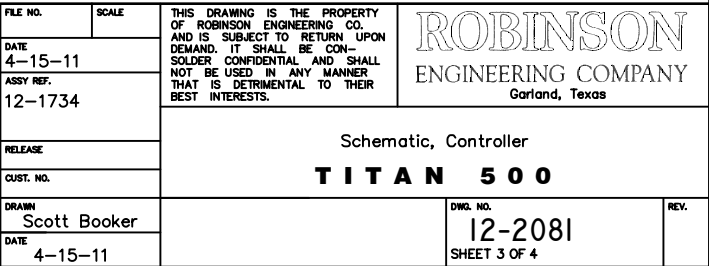 FILE NO.
SCALE
DATE
4-15-11
ASSY REF.
12-1734
RELEASE
CUST. NO.
DRAWN
Scott Booker
DATE
4-15-11
THIS DRAWING IS THE PROPERTY
OF ROBINSON ENGINEERING CO.
AND IS SUBJECT TO RETURN UPON
DEMAND. IT SHALL BE CON-
SOLDER CONFIDENTIAL AND SHALL
NOT BE USED IN ANY MANNER
THAT IS DETRIMENTAL TO THEIR
BEST INTERESTS.
ROBINSON
ENGINEERING COMPANY
Garland, Texas
Schematic, Controller
TITAN 500
DWG. NO.
12-2081
SHEET 3 OF 4
REV.